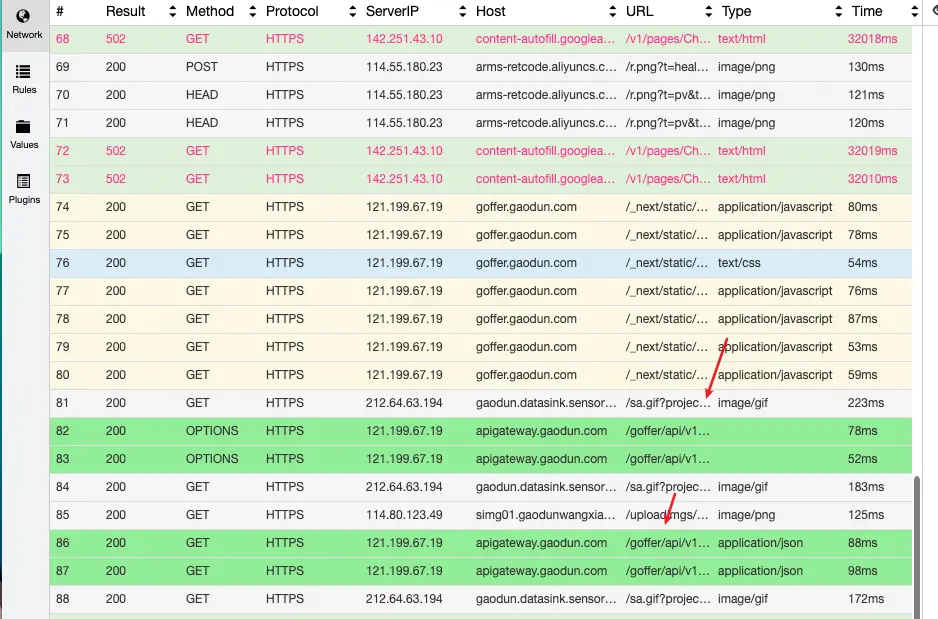 # Result Method Protocol ServerIP Host URL Type Time
Network
Rules
Values
Plugins
68 502 GET HTTPS 142.251.43.10 content-autofill.googlea… /v1/pages/Ch… text/html 32018ms
69 200 POST HTTPS 114.55.180.23 arms-retcode.aliyuncs.c… /r.png?t=heal… image/png 130ms
70 200 HEAD HTTPS 114.55.180.23 arms-retcode.aliyuncs.c… /r.png?t=pv&t… image/png 121ms
71 200 HEAD HTTPS 114.55.180.23 arms-retcode.aliyuncs.c… /r.png?t=pv&t… image/png 120ms
72 502 GET HTTPS 142.251.43.10 content-autofill.googlea… /v1/pages/Ch… text/html 32019ms
73 502 GET HTTPS 142.251.43.10 content-autofill.googlea… /v1/pages/Ch… text/html 32010ms
74 200 GET HTTPS 121.199.67.19 goffer.gaodun.com /_next/static/… application/javascript 80ms
75 200 GET HTTPS 121.199.67.19 goffer.gaodun.com /_next/static/… application/javascript 78ms
76 200 GET HTTPS 121.199.67.19 goffer.gaodun.com /_next/static/… text/css 54ms
77 200 GET HTTPS 121.199.67.19 goffer.gaodun.com /_next/static/… application/javascript 76ms
78 200 GET HTTPS 121.199.67.19 goffer.gaodun.com /_next/static/… application/javascript 87ms
79 200 GET HTTPS 121.199.67.19 goffer.gaodun.com /_next/static/… application/javascript 53ms
80 200 GET HTTPS 121.199.67.19 goffer.gaodun.com /_next/static/… application/javascript 59ms
81 200 GET HTTPS 212.64.63.194 gaodun.datasink.sensor… /sa.gif?projec… image/gif 223ms
82 200 OPTIONS HTTPS 121.199.67.19 apigateway.gaodun.com /goffer/api/v1… 78ms
83 200 OPTIONS HTTPS 121.199.67.19 apigateway.gaodun.com /goffer/api/v1… 52ms
84 200 GET HTTPS 212.64.63.194 gaodun.datasink.sensor… /sa.gif?projec… image/gif 183ms
85 200 GET HTTPS 114.80.123.49 simg01.gaodunwangxia… /uploadimgs/… image/png 125ms
86 200 GET HTTPS 121.199.67.19 apigateway.gaodun.com /goffer/api/v1… application/json 88ms
87 200 GET HTTPS 121.199.67.19 apigateway.gaodun.com /goffer/api/v1… application/json 98ms
88 200 GET HTTPS 212.64.63.194 gaodun.datasink.sensor… /sa.gif?projec… image/gif 172ms